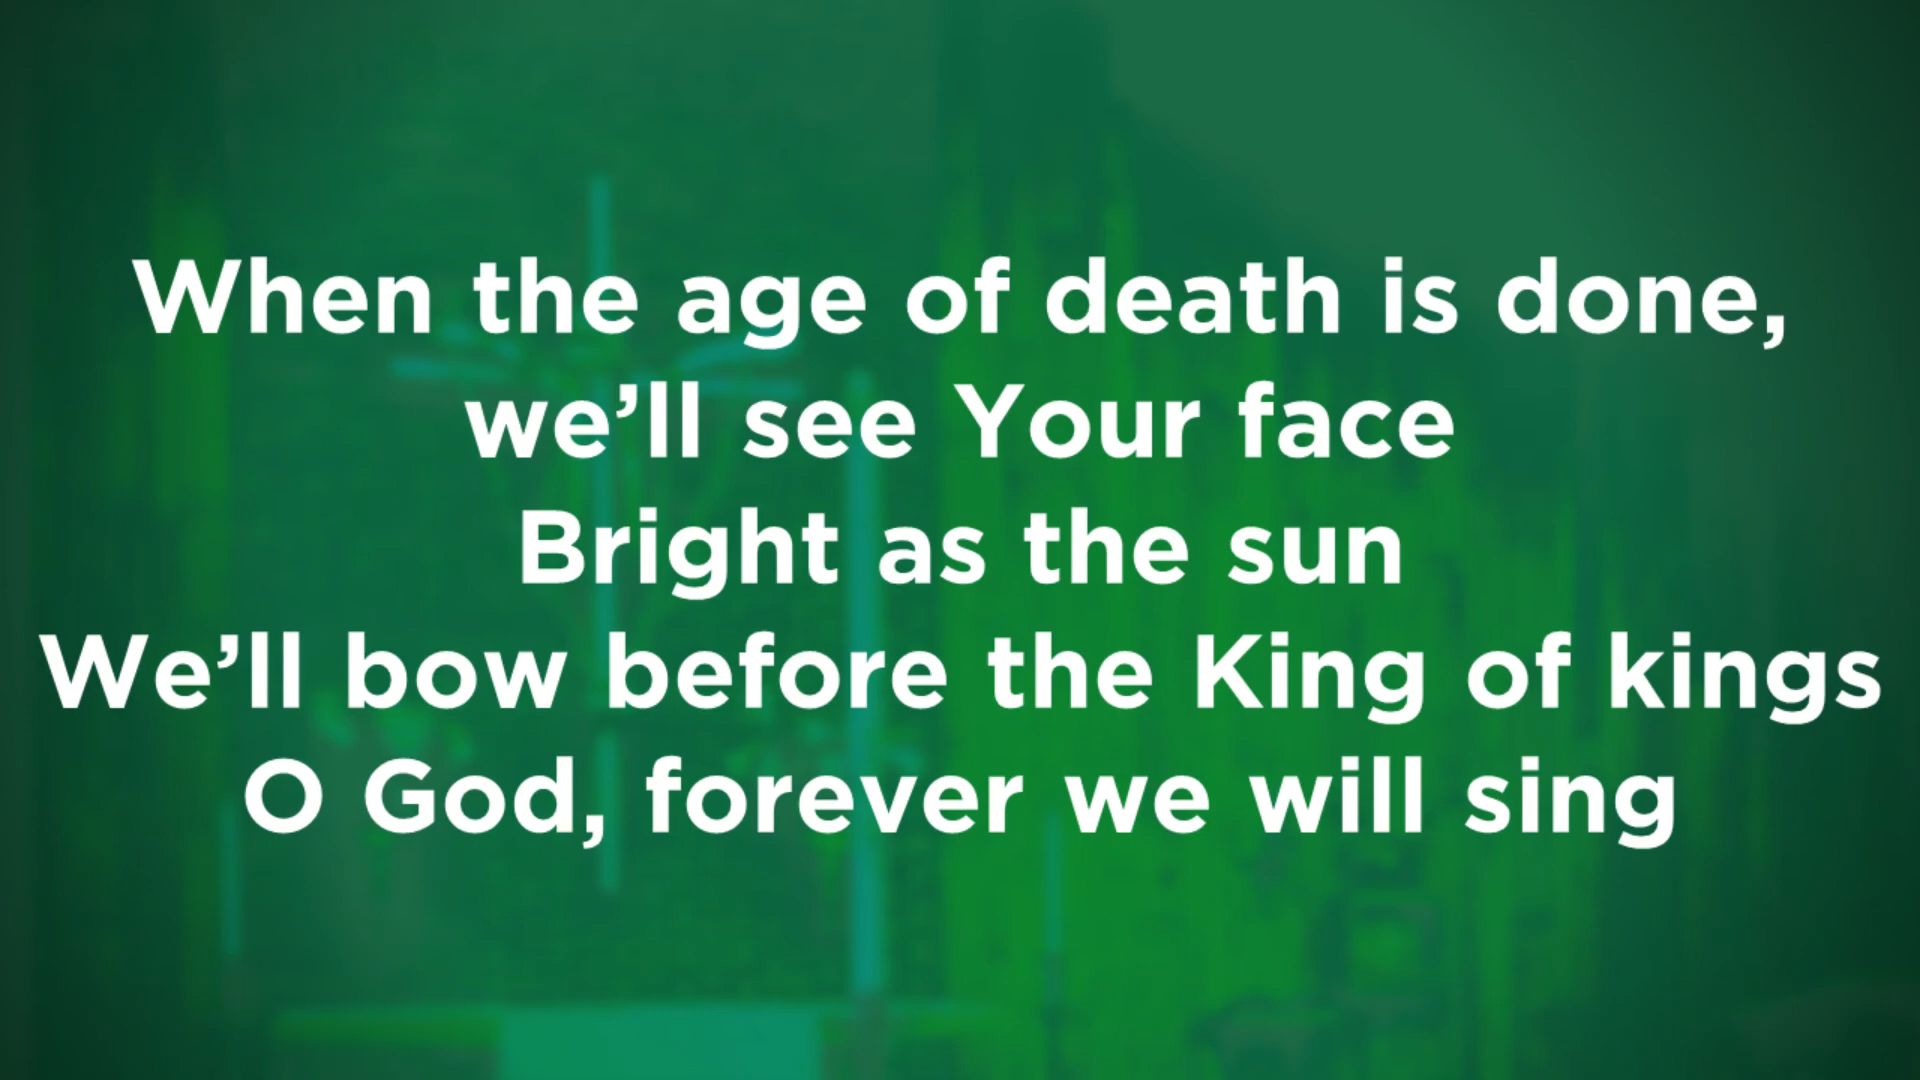 When the age of death is done,
we’ll see Your face
Bright as the sun
We’ll bow before the King of kings
O God, forever we will sing